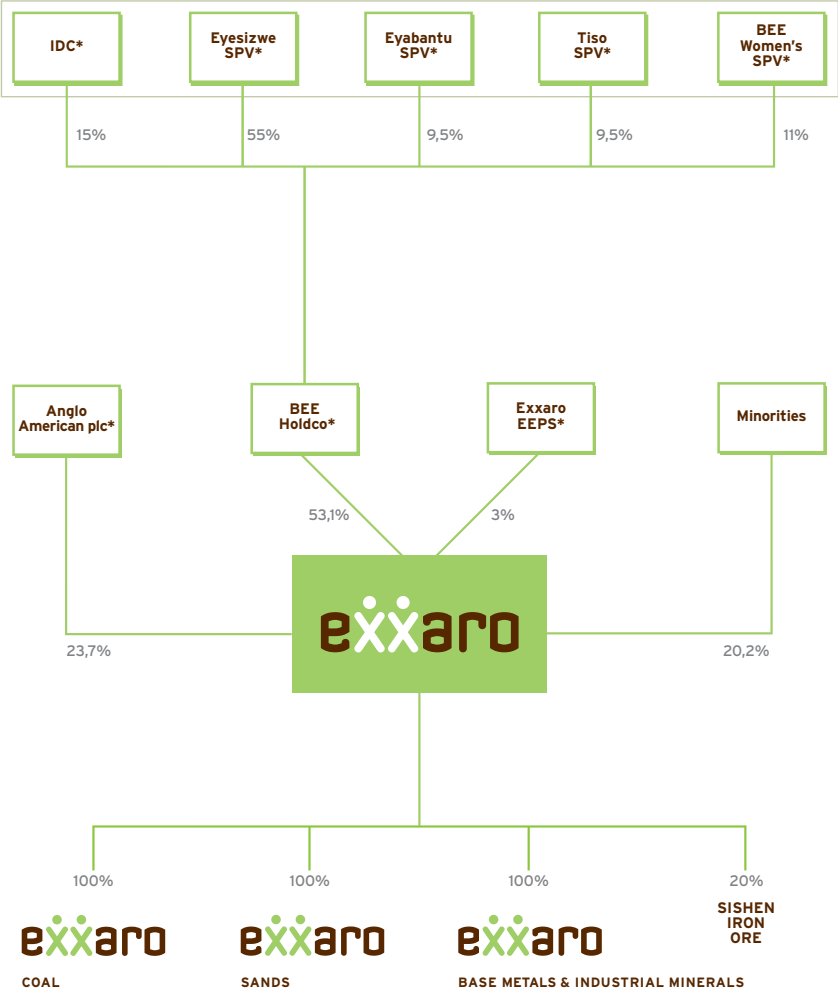 IDC*
Eyesizwe
SPV*
Eyabantu
SPV*
Tiso
SPV*
BEE
Women's
SPV*
15%
55%
9,5%
9,5%
11%
Anglo
American plc*
BEE
Holdco*
Exxaro
EEPS*
Minorities
53,1%
3%
exxaro
23,7%
20,2%
100%
100%
100%
20%
exxaro
COAL
exxaro
SANDS
exxaro
BASE METALS & INDUSTRIAL MINERALS
SISHEN
IRON
ORE